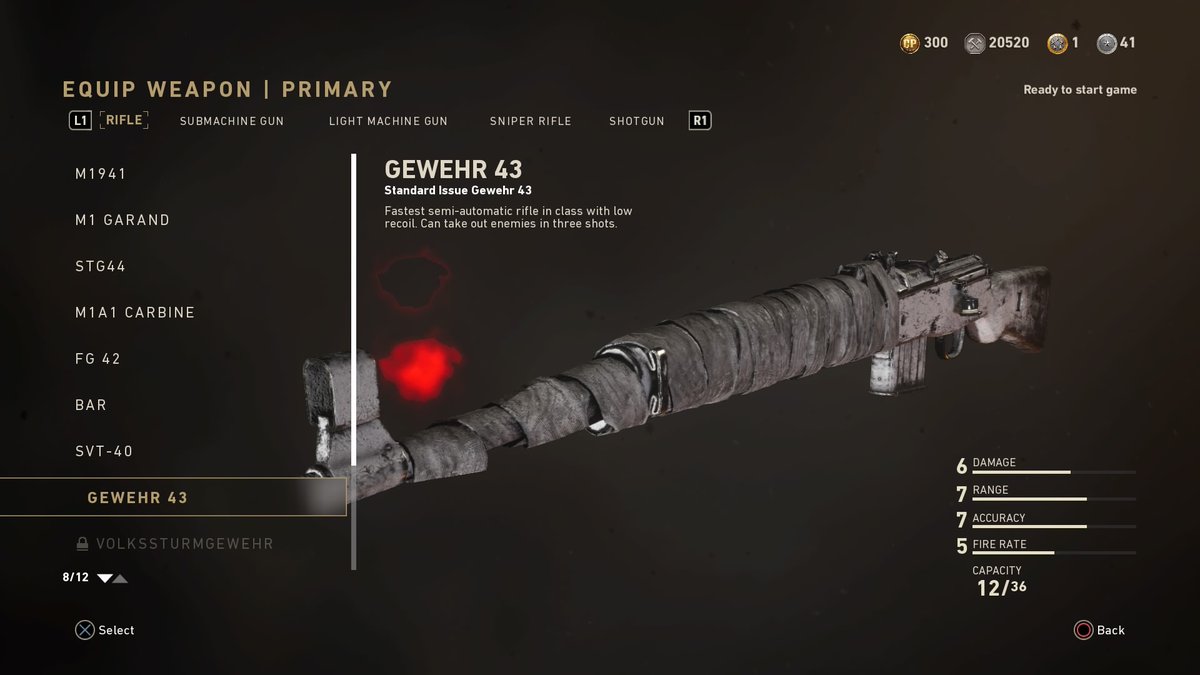 CP 300 20520 1 41
EQUIP WEAPON | PRIMARY
Ready to start game
L1 [RIFLE] SUBMACHINE GUN LIGHT MACHINE GUN SNIPER RIFLE SHOTGUN R1
M1941
M1 GARAND
STG44
M1A1 CARBINE
FG 42
BAR
SVT-40
GEWEHR 43
VOLKSSTURMGEWEHR
8/12
GEWEHR 43
Standard Issue Gewehr 43
Fastest semi-automatic rifle in class with low
recoil. Can take out enemies in three shots.
6 DAMAGE
7 RANGE
7 ACCURACY
5 FIRE RATE
CAPACITY
12/36
Select
Back